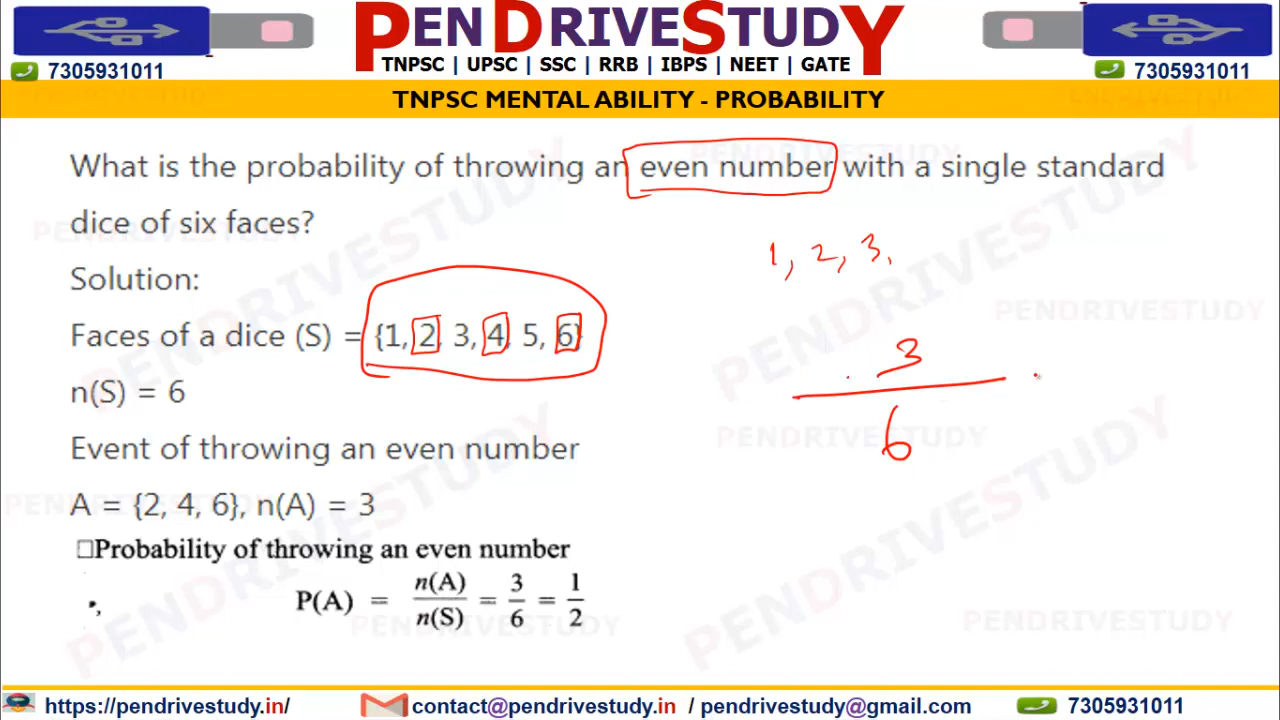 PENDRIVESTUDY
TNPSC | UPSC | SSC | RRB | IBPS | NEET | GATE
7305931011
7305931011
TNPSC MENTAL ABILITY - PROBABILITY
What is the probability of throwing an even number with a single standard
dice of six faces?
1, 2, 3,
Solution:
Faces of a dice (S) = {1, 2, 3, 4, 5, 6}
n(S) = 6
3
6
Event of throwing an even number
A = {2, 4, 6}, n(A) = 3
□Probability of throwing an even number
P(A) = n(A)/n(S) = 3/6 = 1/2
https://pendrivestudy.in/ contact@pendrivestudy.in / pendrivestudy@gmail.com 7305931011
PENDRIVESTUDY
PENDRIVESTUDY
PENDRIVESTUDY
PENDRIVESTUDY